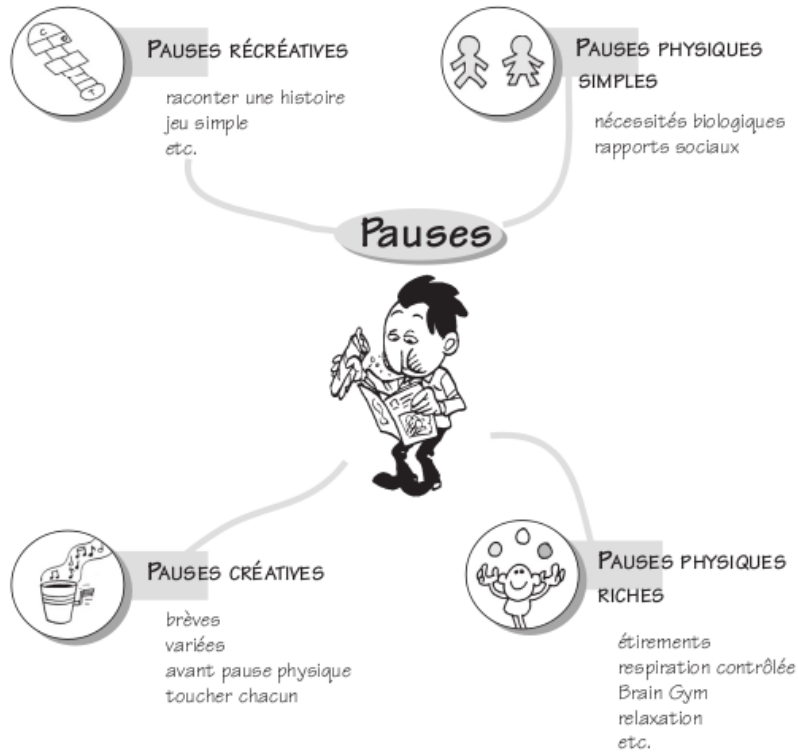 PAUSES RÉCRÉATIVES
raconter une histoire
jeu simple
etc.
PAUSES PHYSIQUES
SIMPLES
nécessités biologiques
rapports sociaux
Pauses
PAUSES CRÉATIVES
brèves
variées
avant pause physique
toucher chacun
PAUSES PHYSIQUES
RICHES
étirements
respiration contrôlée
Brain Gym
relaxation
etc.